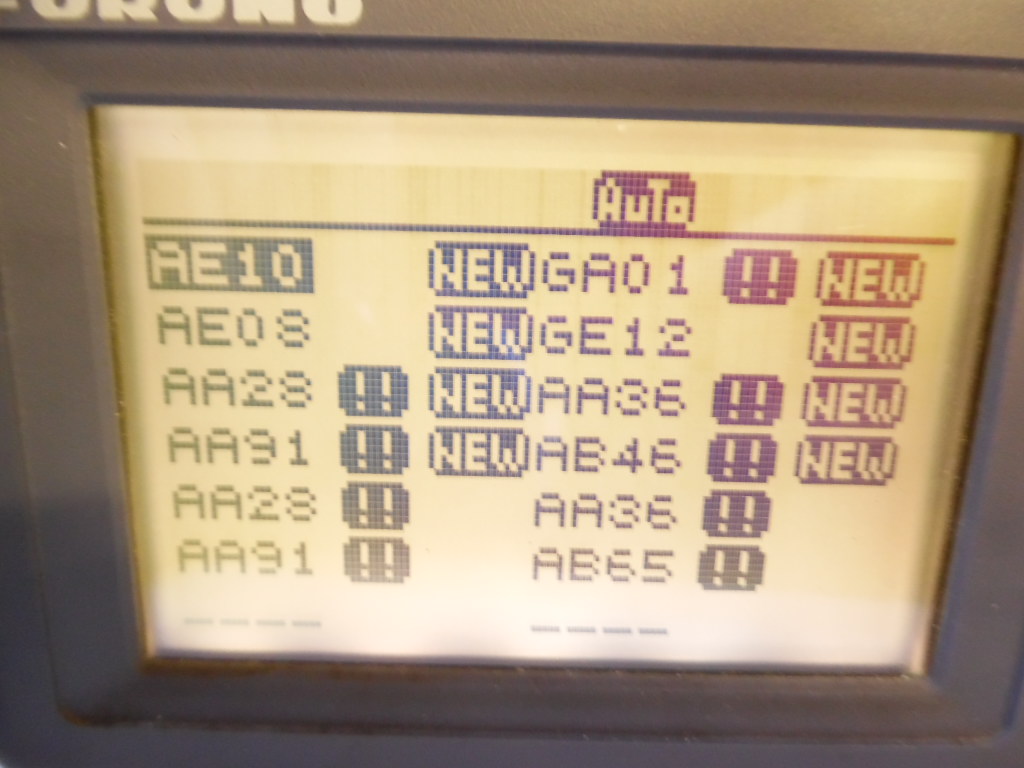 FURUNO
AuTo
AE10 NEW GA01 !! NEW
AE08 NEW GE12 NEW
AA28 !! NEW AA36 !! NEW
AA91 !! NEW AB46 !! NEW
AA28 !! AA36 !!
AA91 !! AB65 !!
---- ----